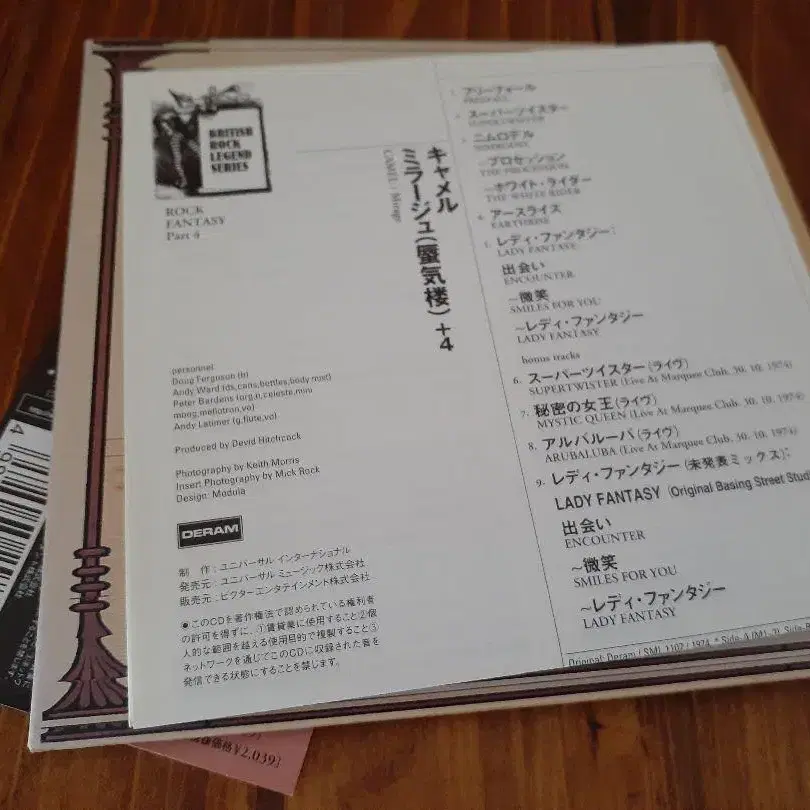 BRITISH
ROCK
LEGEND
SERIES
ROCK
FANTASY
Part 4
キャメル
ミラージュ(蜃気楼) +4
CAMEL / Mirage
personnel
Doug Ferguson (b)
Andy Ward (ds,cans,bettles,body mist)
Peter Bardens (org,p,celeste,mini
moog,mellotron,vo)
Andy Latimer (g,flute,vo)
Produced by David Hitchcock
Photography by Keith Morris
Insert Photography by Mick Rock
Design: Modula
DERAM
制 作:ユニバーサル インターナショナル
発売元:ユニバーサル ミュージック株式会社
販売元:ビクターエンタテインメント株式会社
●このCDを著作権法で認められている権利者
の許可を得ずに、①賃貸業に使用すること②個
人的な範囲を越える使用目的で複製すること③
ネットワークを通じてこのCDに収録された音を
発信できる状態にすることを禁じます。
1. フリーフォール
FREEFALL
2. スーパーツイスター
SUPERTWISTER
3. ニムロデル
NIMRODEL
~プロセッション
THE PROCESSION
~ホワイト・ライダー
THE WHITE RIDER
4. アースライズ
EARTHRISE
5. レディ・ファンタジー:
LADY FANTASY:
出会い
ENCOUNTER
~微笑
SMILES FOR YOU
~レディ・ファンタジー
LADY FANTASY
bonus tracks
6. スーパーツイスター(ライヴ)
SUPERTWISTER (Live At Marquee Club. 30. 10. 1974)
7. 秘密の女王(ライヴ)
MYSTIC QUEEN (Live At Marquee Club. 30. 10. 1974)
8. アルバルーバ(ライヴ)
ARUBALUBA (Live At Marquee Club. 30. 10. 1974)
9. レディ・ファンタジー(未発表ミックス):
LADY FANTASY (Original Basing Street Stud
出会い
ENCOUNTER
~微笑
SMILES FOR YOU
~レディ・ファンタジー
LADY FANTASY
Original: Deram / SML 1107 / 1974
価格¥2,039